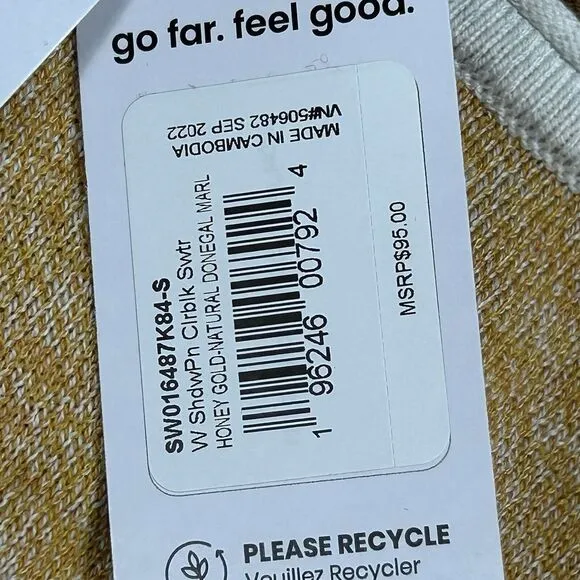 go far. feel good.
MADE IN CAMBODIA
VN#506482 SEP 2022
SW016487K84-S
W ShdwPn Clrblk Swtr
HONEY GOLD-NATURAL DONEGAL MARL
1 96246 00792 4
MSRP$95.00
PLEASE RECYCLE
Veuillez Recycler